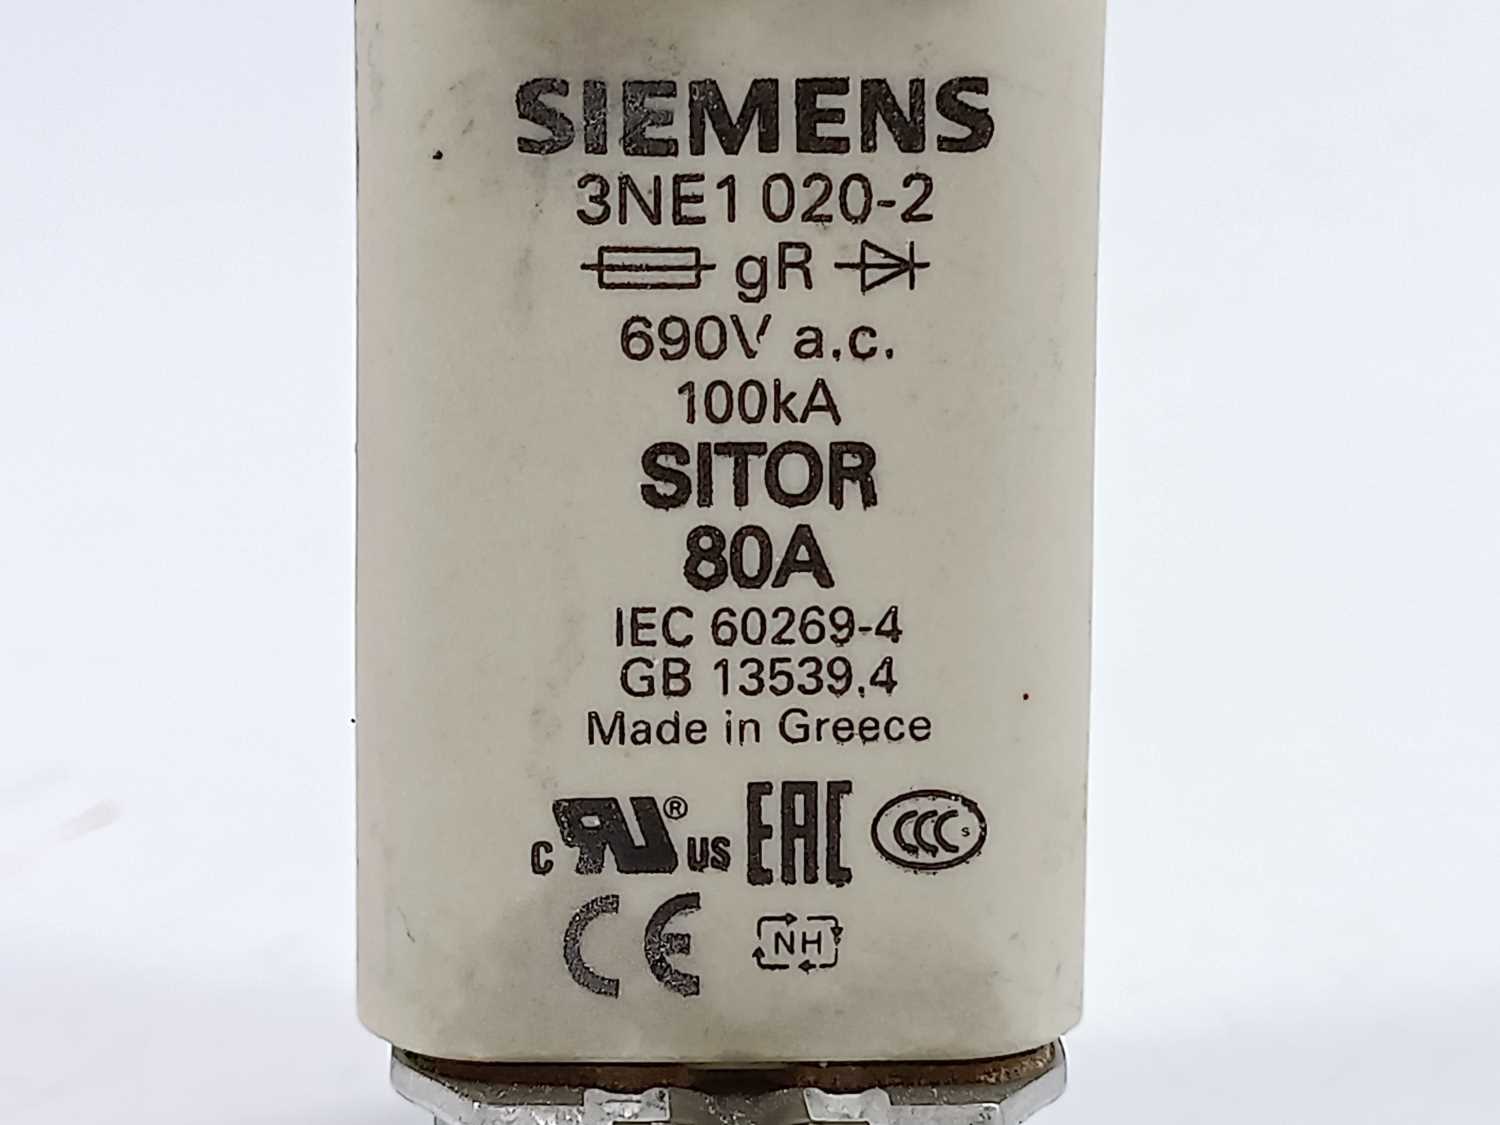 SIEMENS
3NE1 020-2
gR
690V a.c.
100kA
SITOR
80A
IEC 60269-4
GB 13539.4
Made in Greece
c RU® us EAC CCC S
CE NH